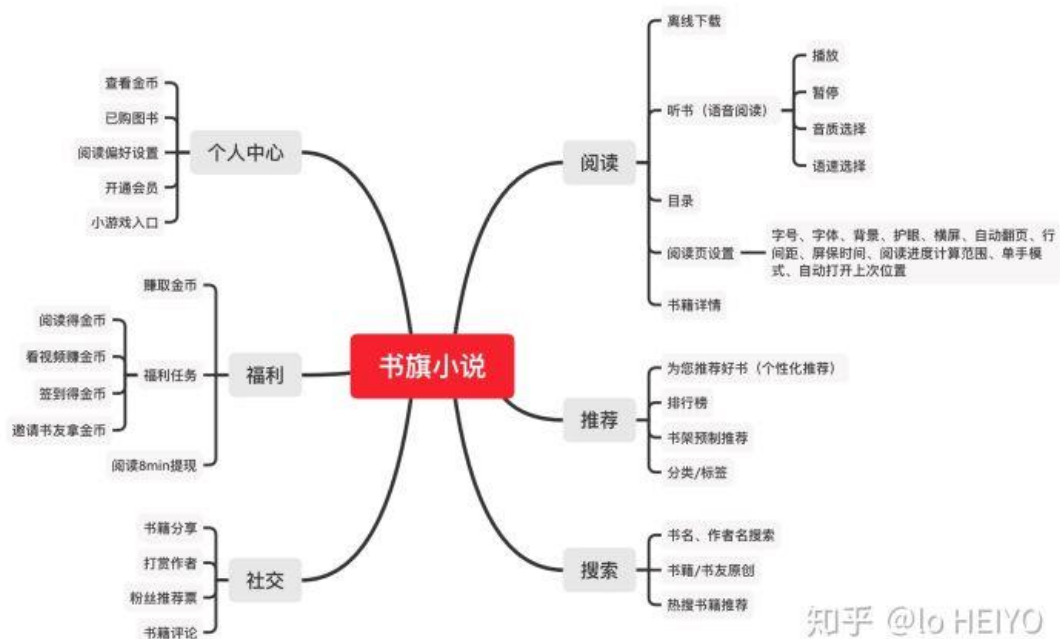 书旗小说
个人中心
查看金币
已购图书
阅读偏好设置
开通会员
小游戏入口
福利
赚取金币
福利任务
阅读得金币
看视频赚金币
签到得金币
邀请书友拿金币
阅读8min提现
社交
书籍分享
打赏作者
粉丝推荐票
书籍评论
阅读
离线下载
听书（语音阅读）
播放
暂停
音质选择
语速选择
目录
阅读页设置
字号、字体、背景、护眼、横屏、自动翻页、行
间距、屏保时间、阅读进度计算范围、单手模
式、自动打开上次位置
书籍详情
推荐
为您推荐好书（个性化推荐）
排行榜
书架预制推荐
分类/标签
搜索
书名、作者名搜索
书籍/书友原创
热搜书籍推荐
知乎 @lo HEIYO